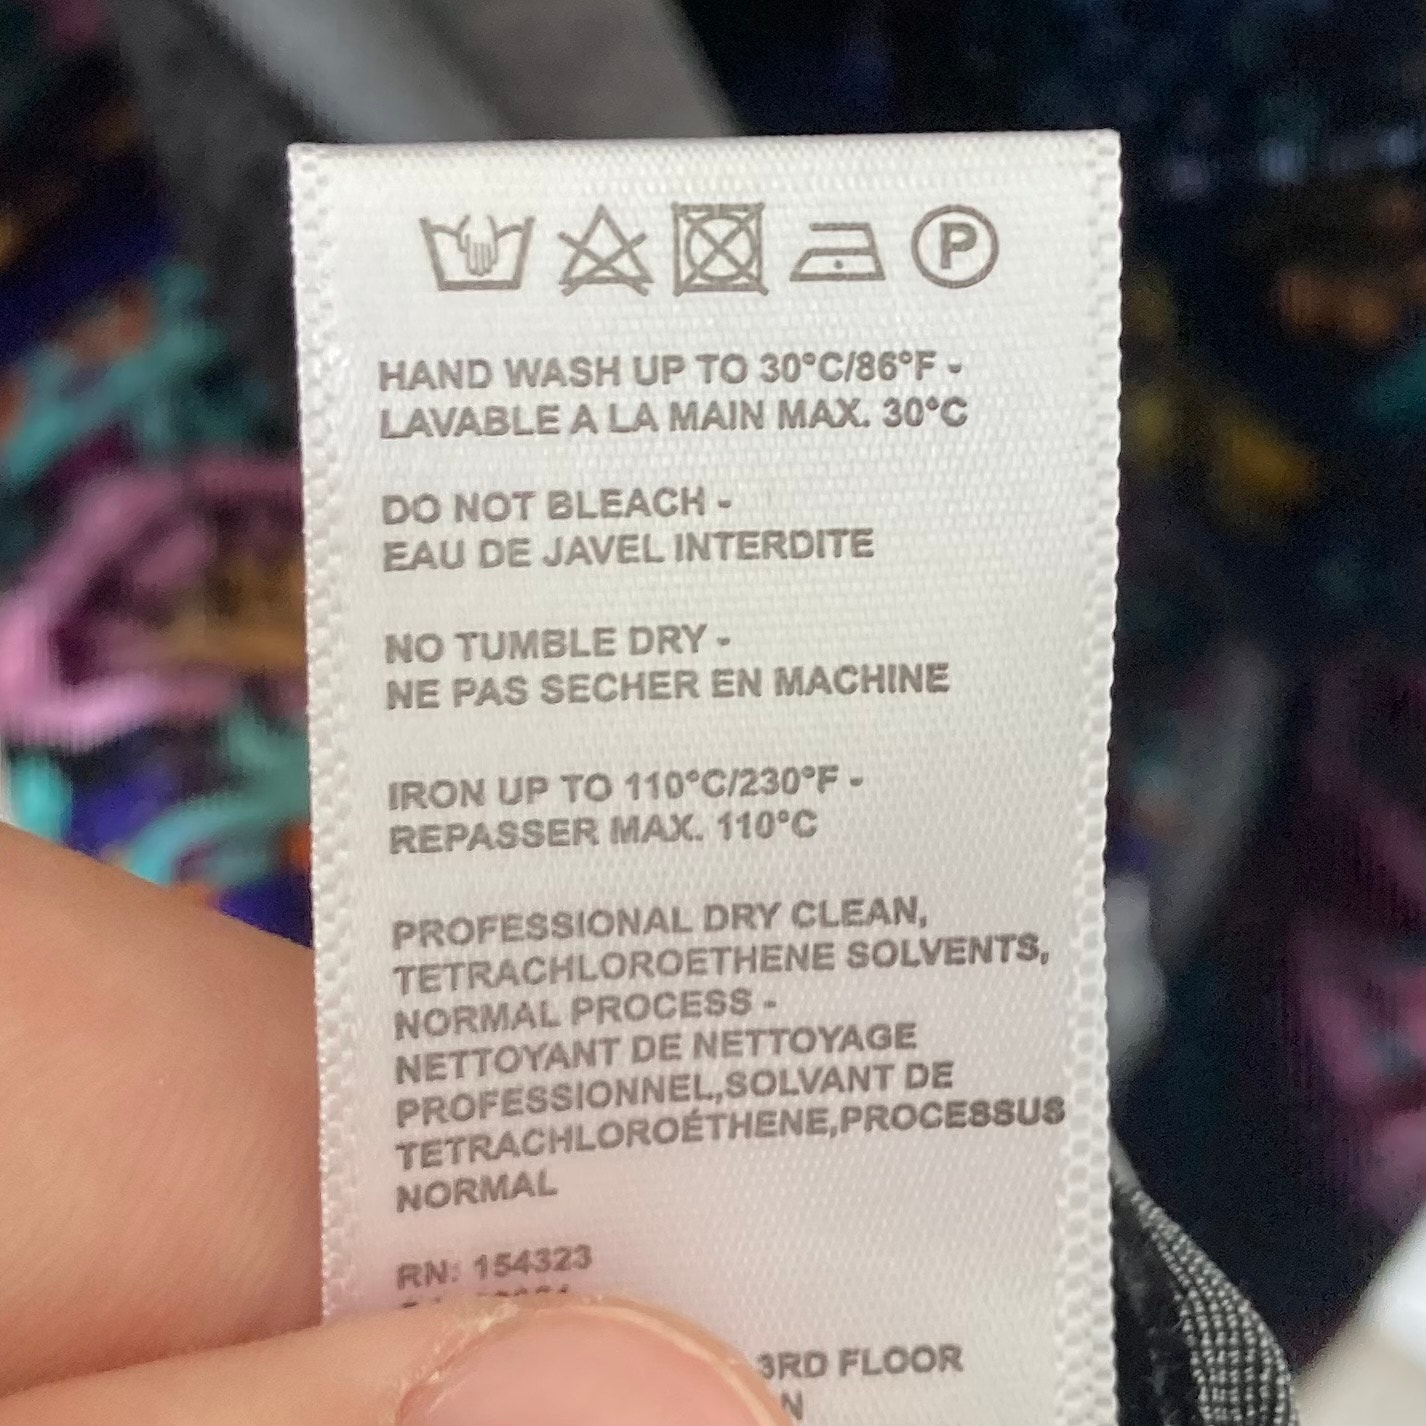 P
HAND WASH UP TO 30°C/86°F -
LAVABLE A LA MAIN MAX. 30°C
DO NOT BLEACH -
EAU DE JAVEL INTERDITE
NO TUMBLE DRY -
NE PAS SECHER EN MACHINE
IRON UP TO 110°C/230°F -
REPASSER MAX. 110°C
PROFESSIONAL DRY CLEAN,
TETRACHLOROETHENE SOLVENTS,
NORMAL PROCESS -
NETTOYANT DE NETTOYAGE
PROFESSIONNEL,SOLVANT DE
TETRACHLOROÉTHENE,PROCESSUS
NORMAL
RN: 154323
3RD FLOOR